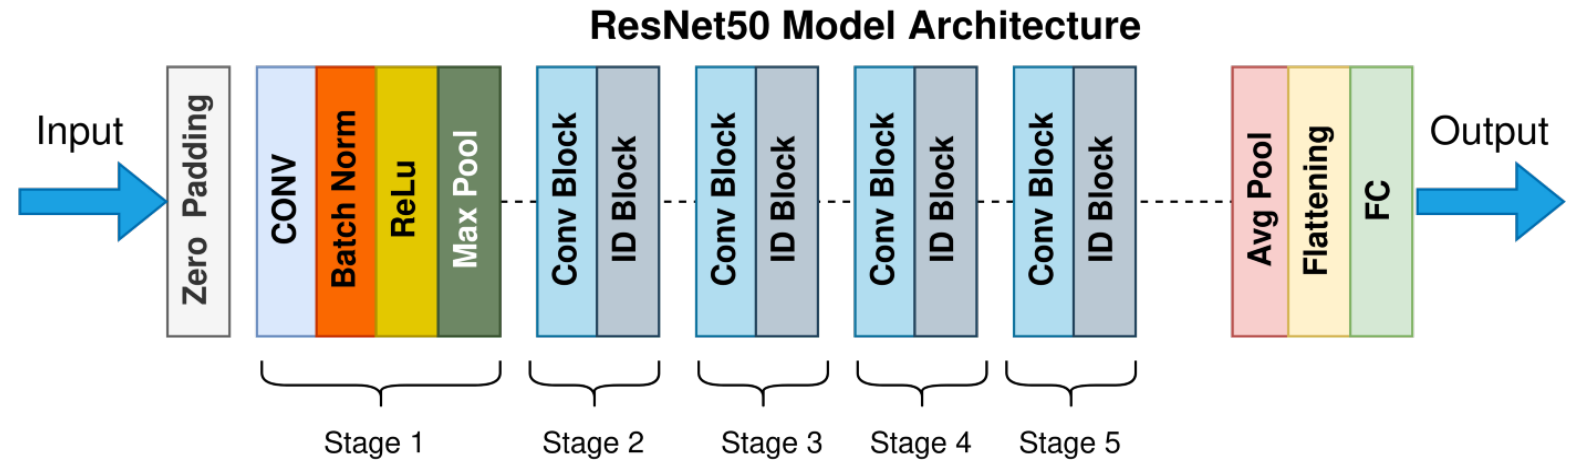 ResNet50 Model Architecture
Input
Zero Padding
CONV
Batch Norm
ReLu
Max Pool
Conv Block
ID Block
Conv Block
ID Block
Conv Block
ID Block
Conv Block
ID Block
Avg Pool
Flattening
FC
Output
Stage 1
Stage 2
Stage 3
Stage 4
Stage 5